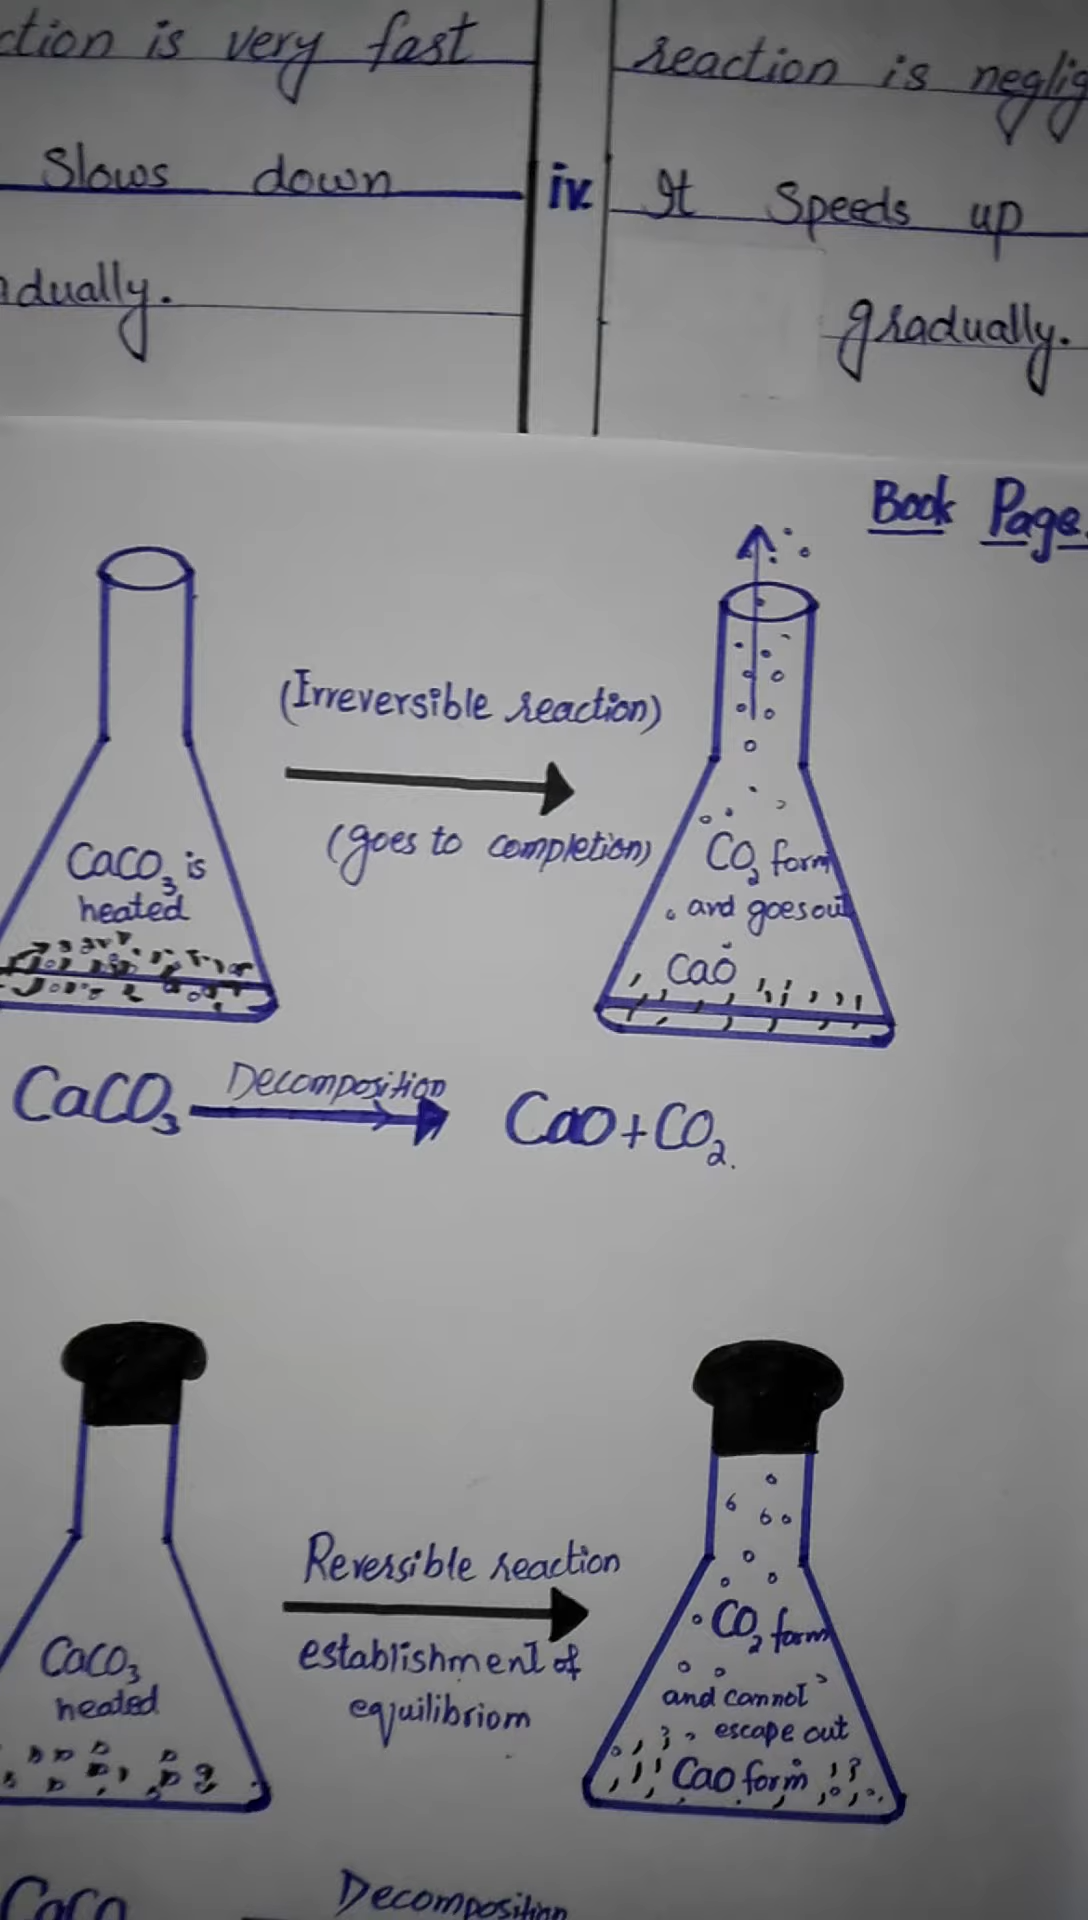 ction is very fast
Slows down
dually.
reaction is neglig
iv. It Speeds up
gradually.
Book Page.
(Irreversible reaction)
(goes to completion)
CaCO₃ is
heated
CO₂ form
and goes out
CaO
CaCO₃ Decomposition CaO + CO₂.
Reversible reaction
establishment of
equilibriom
CaCO₃
heated
CO₂ form
and cannot
escape out
CaO form
CaCO
Decomposition